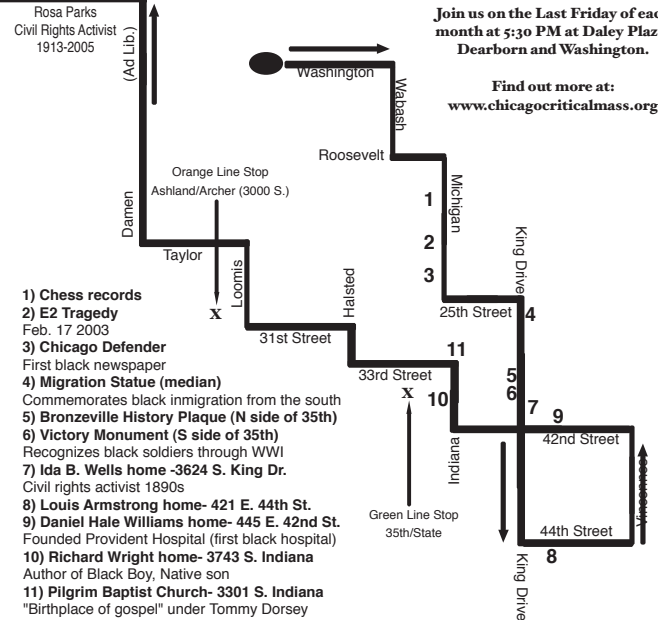 Rosa Parks
Civil Rights Activist
1913-2005
(Ad Lib.)
Join us on the Last Friday of
month at 5:30 PM at Daley
Dearborn and Washington.
Find out more at:
www.chicagocriticalmass.org
Washington
Wabash
Roosevelt
Orange Line Stop
Ashland/Archer (3000 S.)
Michigan
1
2
3
Damen
Taylor
Loomis
X
Halsted
King Drive
25th Street
4
31st Street
11
33rd Street
X
10
5
6
7
9
42nd Street
Indiana
Green Line Stop
35th/State
Vincennes
44th Street
8
King Drive
1) Chess records
2) E2 Tragedy
Feb. 17 2003
3) Chicago Defender
First black newspaper
4) Migration Statue (median)
Commemorates black inmigration from the south
5) Bronzeville History Plaque (N side of 35th)
6) Victory Monument (S side of 35th)
Recognizes black soldiers through WWI
7) Ida B. Wells home -3624 S. King Dr.
Civil rights activist 1890s
8) Louis Armstrong home- 421 E. 44th St.
9) Daniel Hale Williams home- 445 E. 42nd St.
Founded Provident Hospital (first black hospital)
10) Richard Wright home- 3743 S. Indiana
Author of Black Boy, Native son
11) Pilgrim Baptist Church- 3301 S. Indiana
"Birthplace of gospel" under Tommy Dorsey